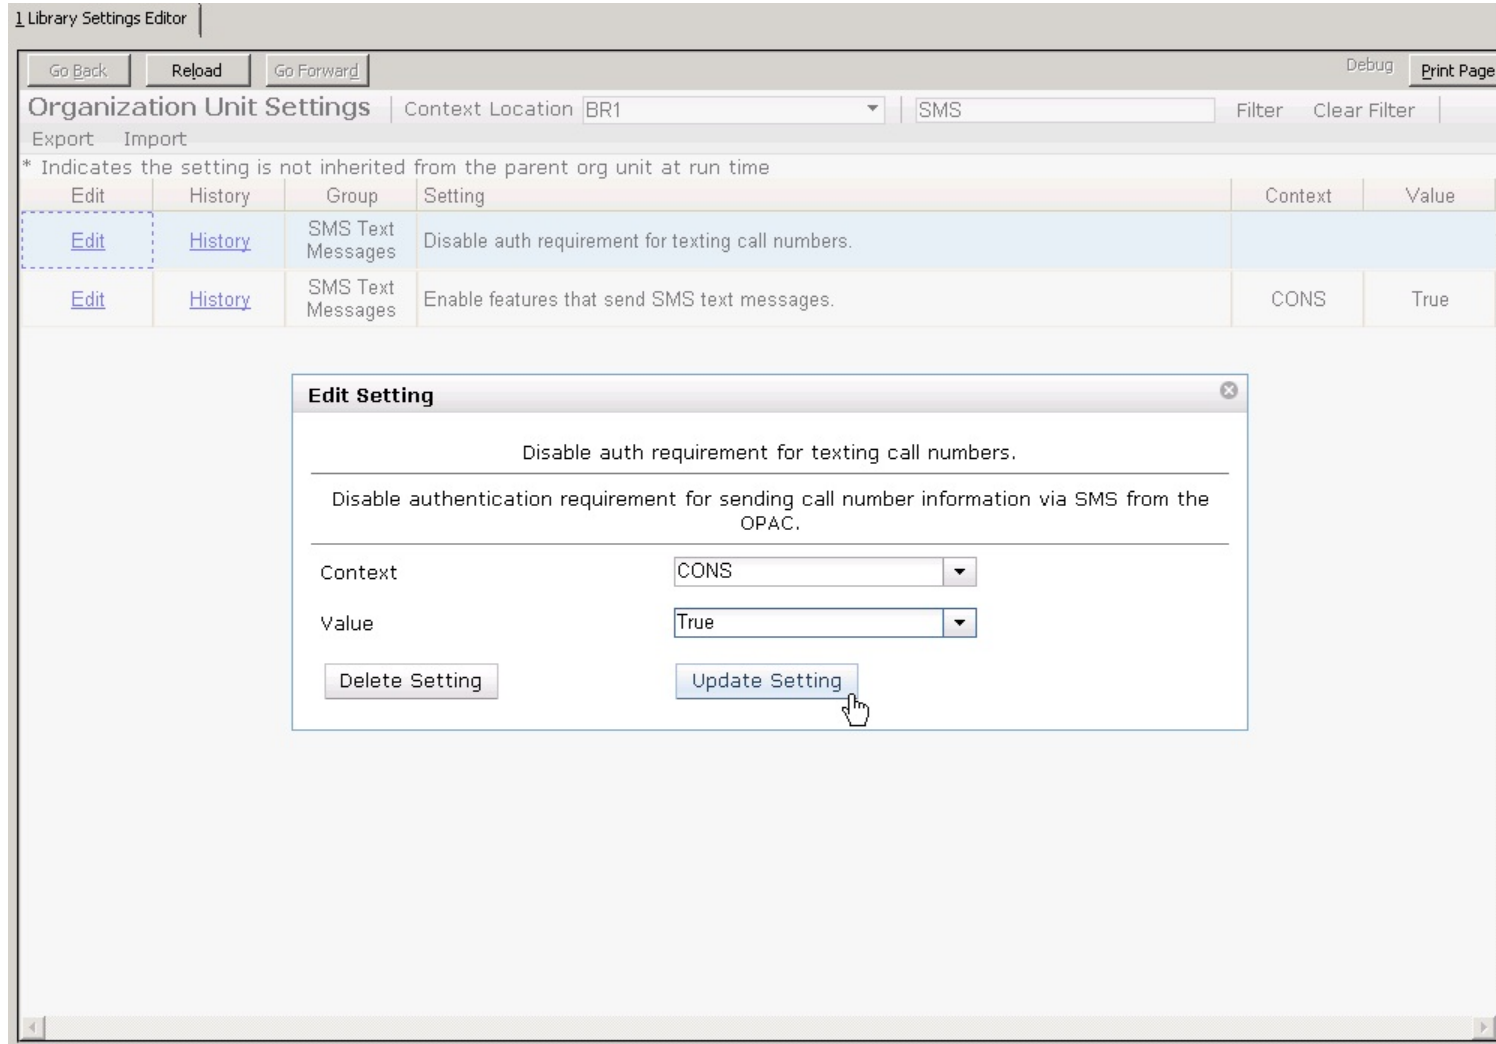 1 Library Settings Editor
Go Back Reload Go Forward Debug Print Page
Organization Unit Settings Context Location BR1 SMS Filter Clear Filter
Export Import
* Indicates the setting is not inherited from the parent org unit at run time
Edit History Group Setting Context Value
Edit History SMS Text Messages Disable auth requirement for texting call numbers.
Edit History SMS Text Messages Enable features that send SMS text messages. CONS True
Edit Setting
Disable auth requirement for texting call numbers.
Disable authentication requirement for sending call number information via SMS from the
OPAC.
Context CONS
Value True
Delete Setting Update Setting